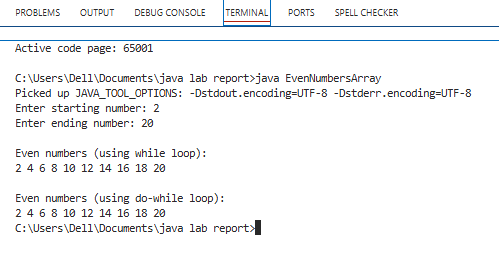 PROBLEMS OUTPUT DEBUG CONSOLE TERMINAL PORTS SPELL CHECKER
Active code page: 65001
C:\Users\Dell\Documents\java lab report>java EvenNumbersArray
Picked up JAVA_TOOL_OPTIONS: -Dstdout.encoding=UTF-8 -Dstderr.encoding=UTF-8
Enter starting number: 2
Enter ending number: 20
Even numbers (using while loop):
2 4 6 8 10 12 14 16 18 20
Even numbers (using do-while loop):
2 4 6 8 10 12 14 16 18 20
C:\Users\Dell\Documents\java lab report>